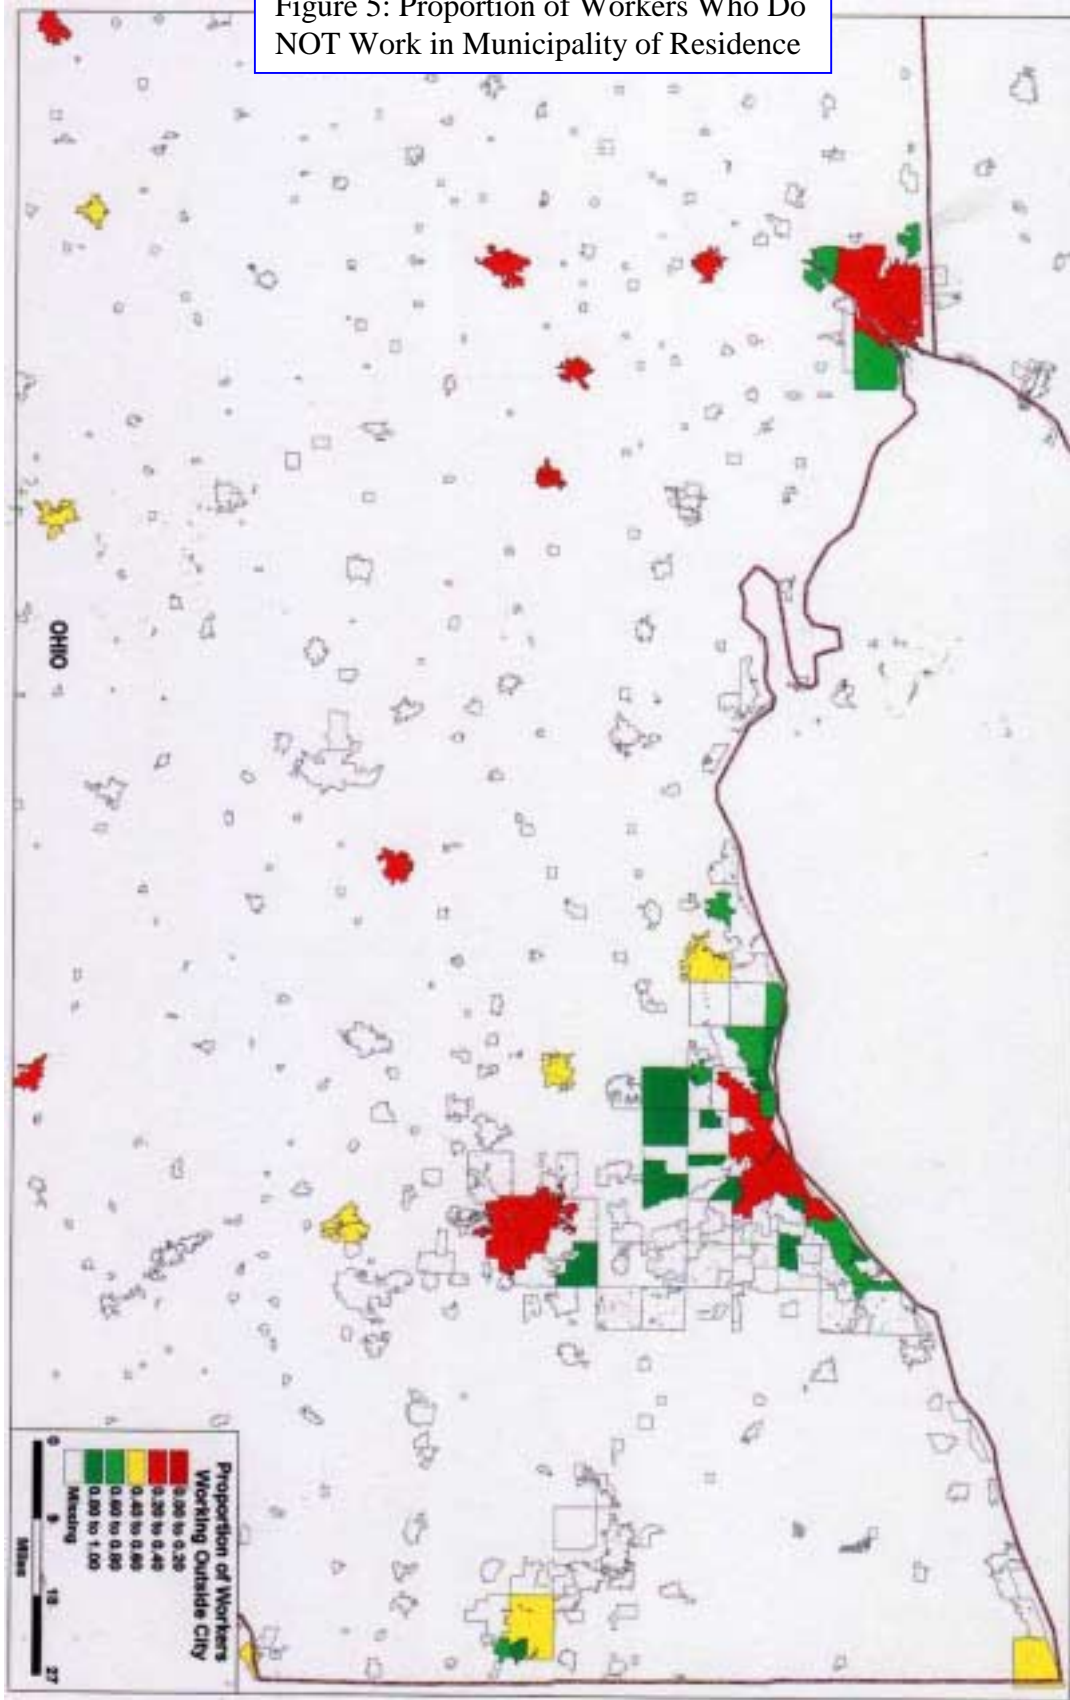 Figure 5: Proportion of Workers Who Do
NOT Work in Municipality of Residence
OHIO
Proportion of Workers
Working Outside City
0.00 to 0.20
0.20 to 0.40
0.40 to 0.60
0.60 to 0.80
0.80 to 1.00
Missing
0 9 18 27
Miles